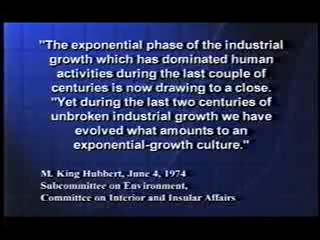 "The exponential phase of the industrial
growth which has dominated human
activities during the last couple of
centuries is now drawing to a close.
"Yet during the last two centuries of
unbroken industrial growth we have
evolved what amounts to an
exponential-growth culture."
M. King Hubbert, June 4, 1974
Subcommittee on Environment,
Committee on Interior and Insular Affairs